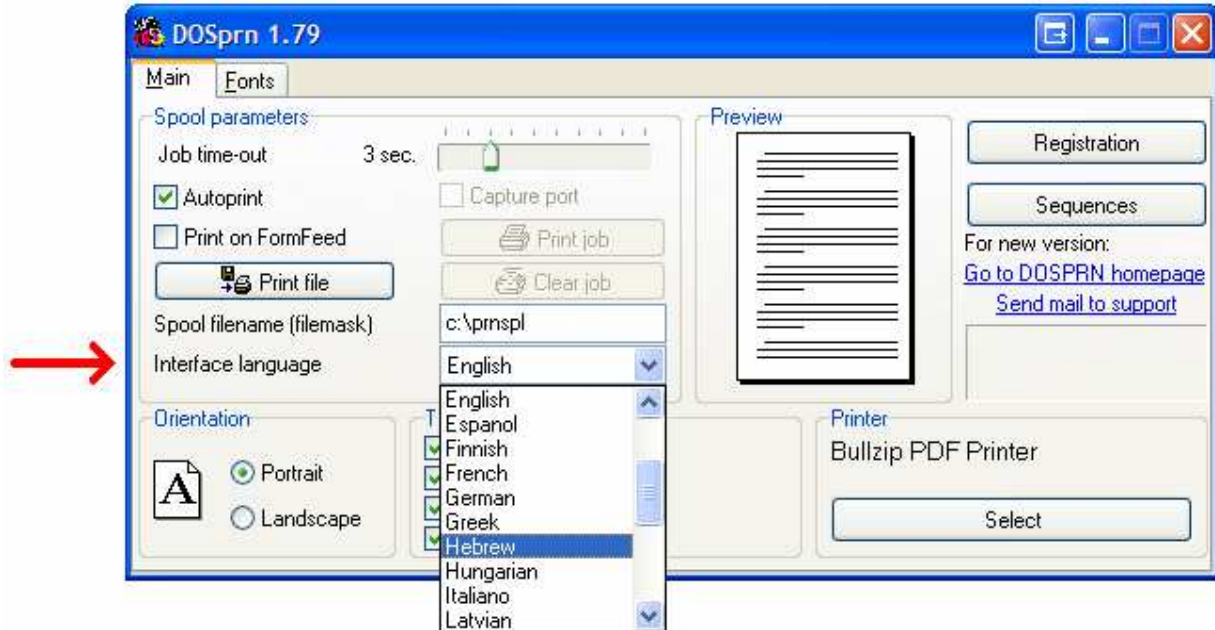 DOSprn 1.79
Main
Fonts
Spool parameters
Job time-out 3 sec.
Autoprint
Capture port
Print on FormFeed
Print job
Print file
Clear job
Spool filename (filemask) c:\prnspl
Interface language English
English
Espanol
Finnish
French
German
Greek
Hebrew
Hungarian
Italiano
Latvian
Preview
Registration
Sequences
For new version:
Go to DOSPRN homepage
Send mail to support
Orientation
A
Portrait
Landscape
T
Printer
Bullzip PDF Printer
Select